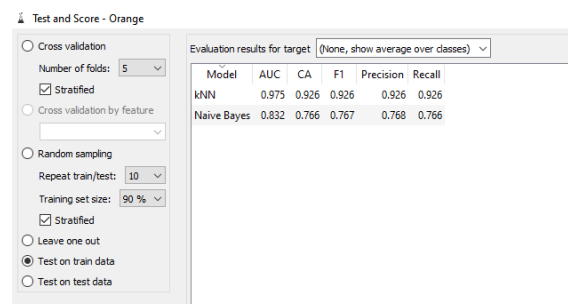 Test and Score - Orange
Cross validation
Number of folds: 5
Stratified
Cross validation by feature
Random sampling
Repeat train/test: 10
Training set size: 90 %
Stratified
Leave one out
Test on train data
Test on test data
Evaluation results for target (None, show average over classes)
Model AUC CA F1 Precision Recall
kNN 0.975 0.926 0.926 0.926 0.926
Naive Bayes 0.832 0.766 0.767 0.768 0.766